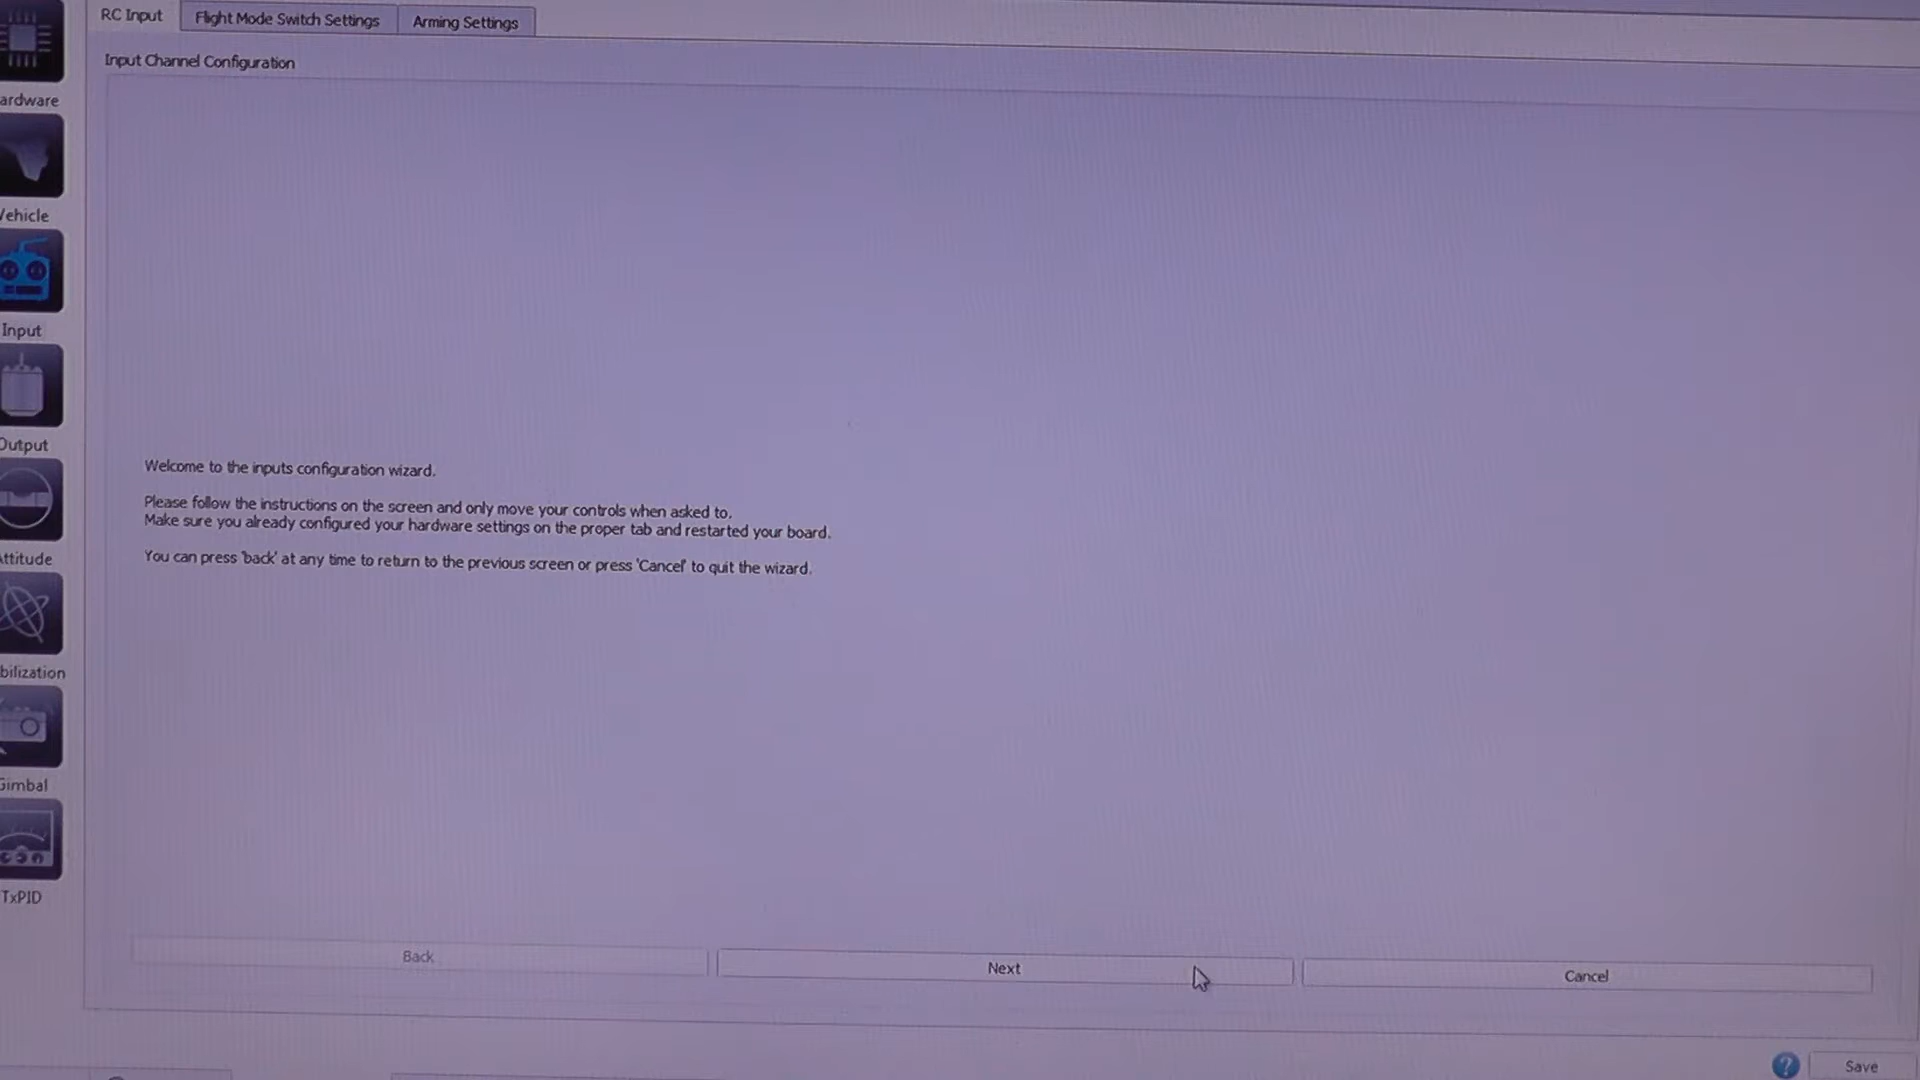 RC Input
Flight Mode Switch Settings
Arming Settings
Input Channel Configuration
ardware
Vehicle
Input
Output
Attitude
bilization
Gimbal
TxPID
Welcome to the inputs configuration wizard.
Please follow the instructions on the screen and only move your controls when asked to.
Make sure you already configured your hardware settings on the proper tab and restarted your board.
You can press 'back' at any time to return to the previous screen or press 'Cancel' to quit the wizard.
Back
Next
Cancel
?
Save